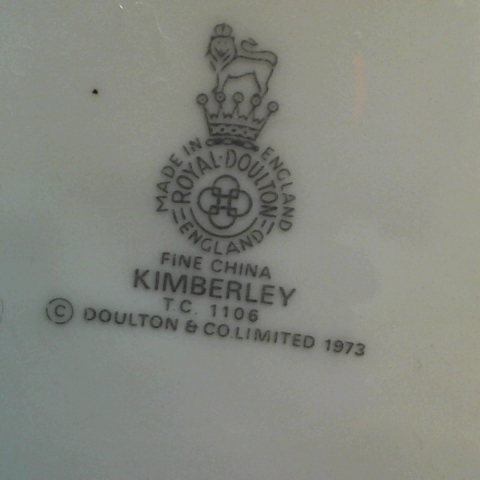 MADE IN ENGLAND
ROYAL·DOULTON
ENGLAND
FINE CHINA
KIMBERLEY
T.C. 1106
© DOULTON & CO.LIMITED 1973